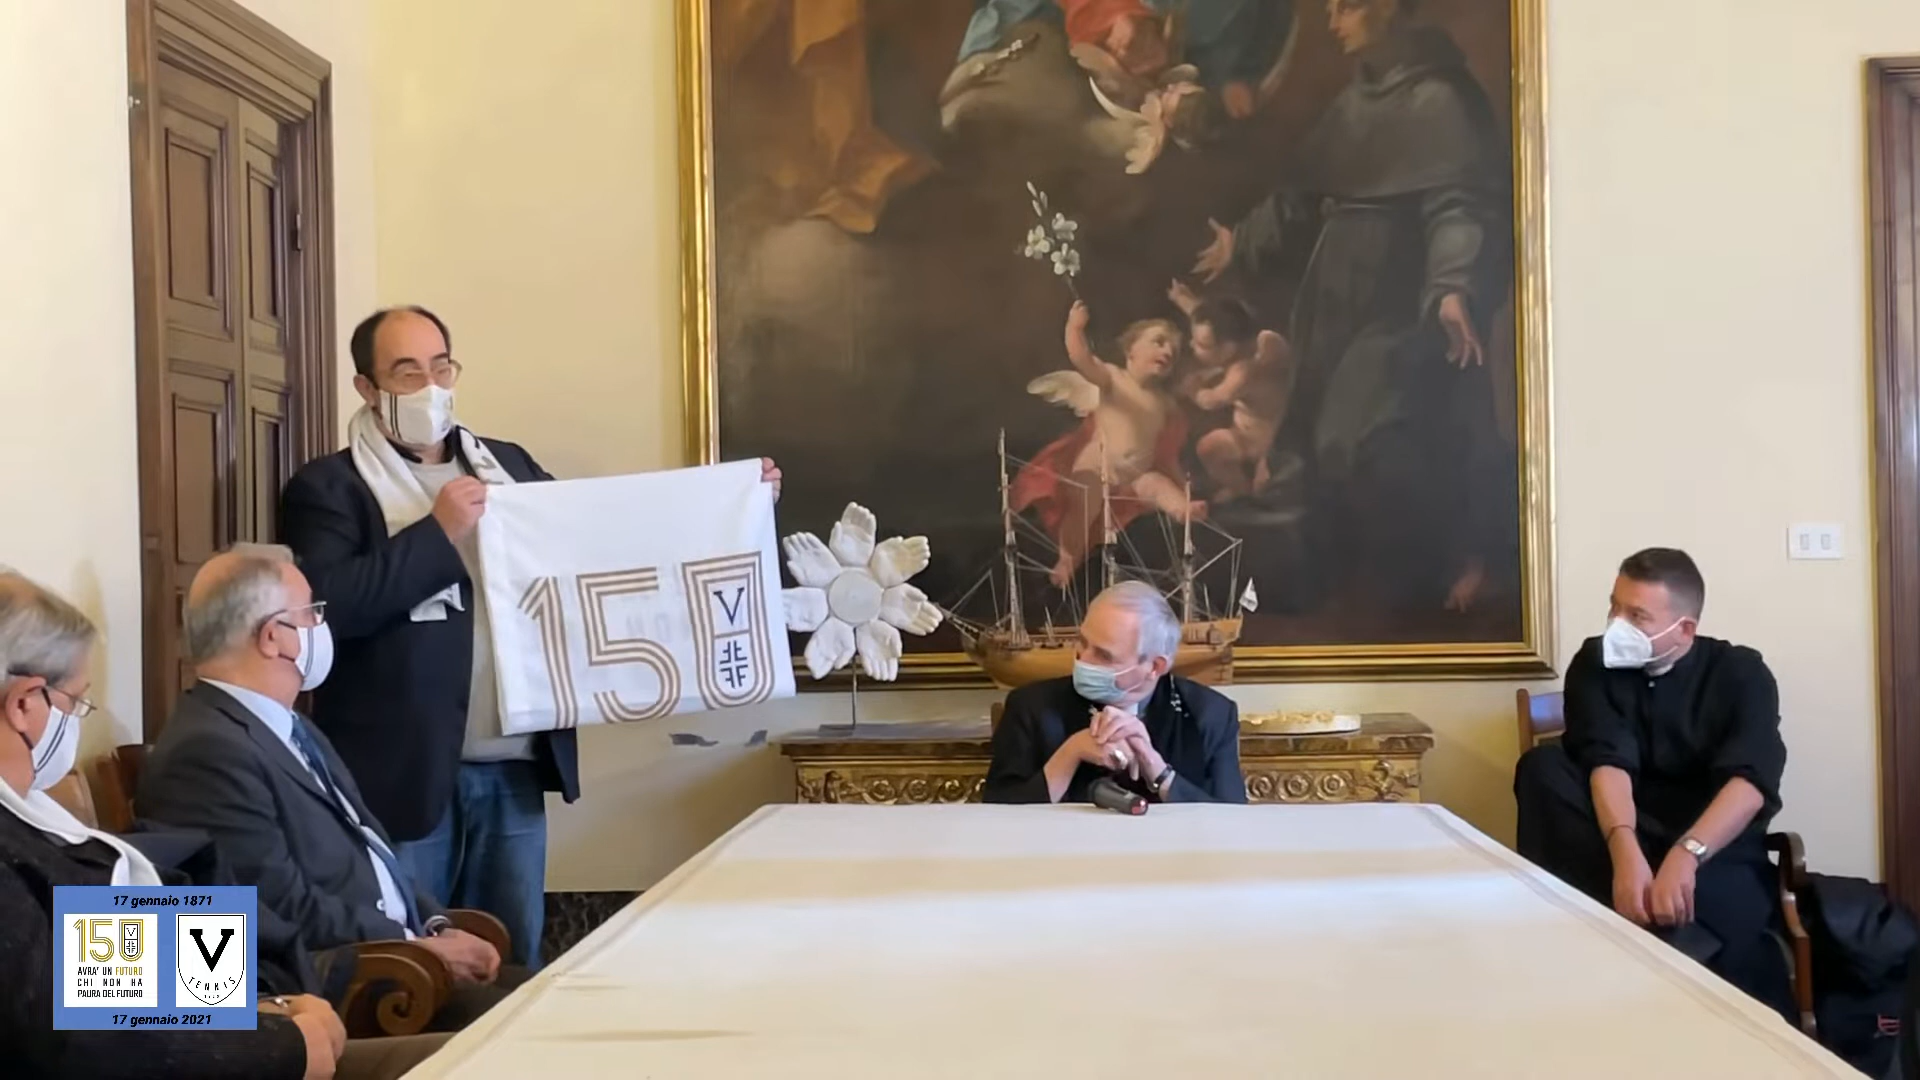 150
V
17 gennaio 1871
150
V
AVRA' UN FUTURO
CHI NON HA
PAURA DEL FUTURO
V
TENNIS
17 gennaio 2021